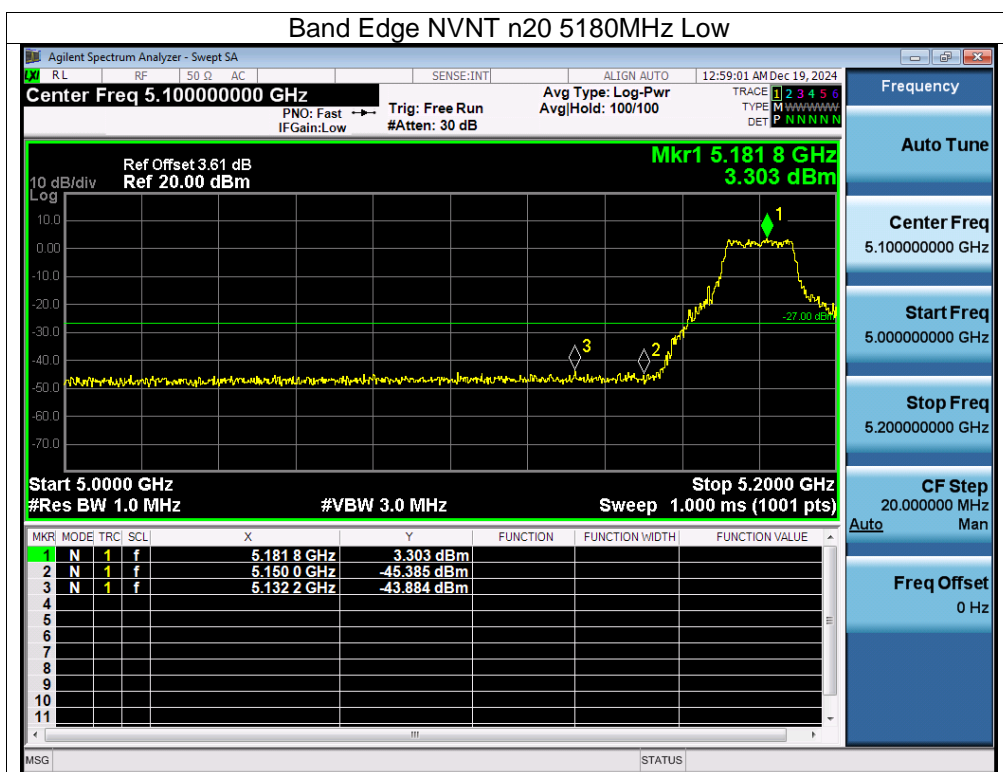 Band Edge NVNT n20 5180MHz Low
Agilent Spectrum Analyzer - Swept SA
LXI RL RF 50 Ω AC SENSE:INT ALIGN AUTO 12:59:01 AM Dec 19, 2024
Center Freq 5.100000000 GHz
PNO: Fast
IFGain:Low
Trig: Free Run
#Atten: 30 dB
Avg Type: Log-Pwr
Avg|Hold: 100/100
TRACE 1 2 3 4 5 6
TYPE M WWWWW
DET P N N N N N
Ref Offset 3.61 dB
Ref 20.00 dBm
10 dB/div
Log
Mkr1 5.181 8 GHz
3.303 dBm
10.0
0.00
-10.0
-20.0
-30.0
-40.0
-50.0
-60.0
-70.0
1
-27.00 dBm
3
2
Start 5.0000 GHz Stop 5.2000 GHz
#Res BW 1.0 MHz #VBW 3.0 MHz Sweep 1.000 ms (1001 pts)
MKR MODE TRC SCL X Y FUNCTION FUNCTION WIDTH FUNCTION VALUE
1 N 1 f 5.181 8 GHz 3.303 dBm
2 N 1 f 5.150 0 GHz -45.385 dBm
3 N 1 f 5.132 2 GHz -43.884 dBm
4
5
6
7
8
9
10
11
MSG STATUS
Frequency
Auto Tune
Center Freq
5.100000000 GHz
Start Freq
5.000000000 GHz
Stop Freq
5.200000000 GHz
CF Step
20.000000 MHz
Auto Man
Freq Offset
0 Hz